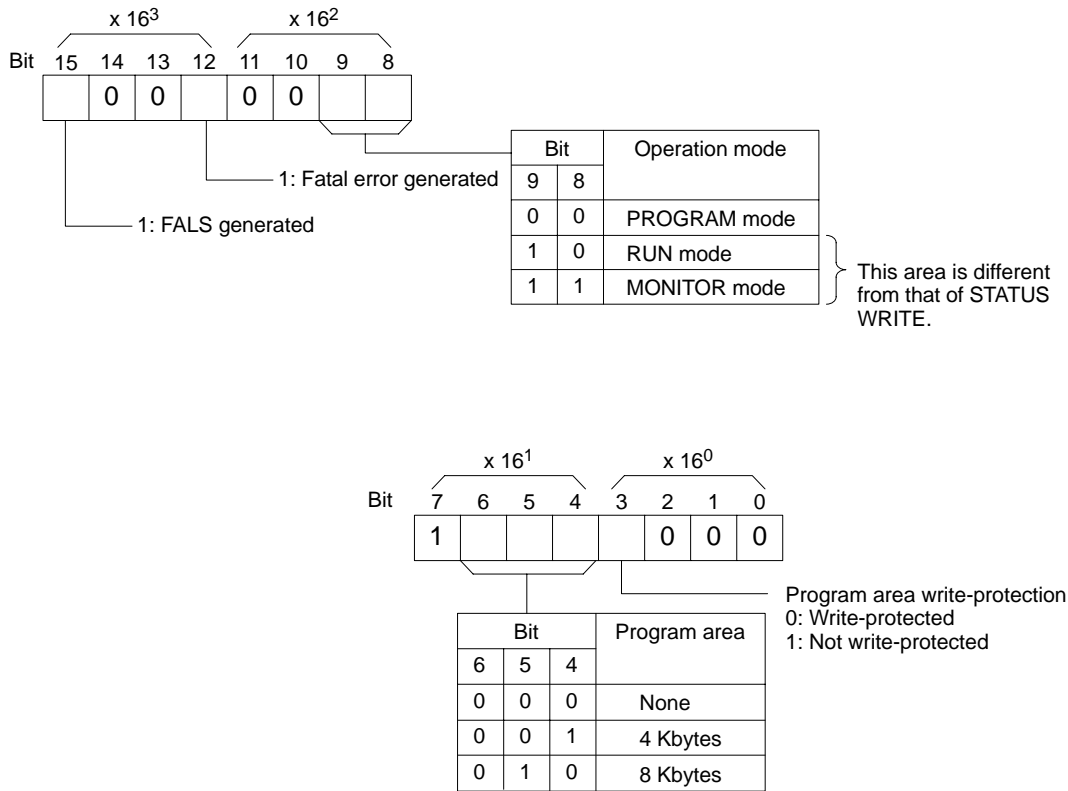 x 16³ x 16²
Bit 15 14 13 12 11 10 9 8
0 0 0 0
Bit Operation mode
9 8
0 0 PROGRAM mode
1 0 RUN mode
1 1 MONITOR mode
1: Fatal error generated
1: FALS generated
This area is different
from that of STATUS
WRITE.
x 16¹ x 16⁰
Bit 7 6 5 4 3 2 1 0
1 0 0 0
Program area write-protection
0: Write-protected
1: Not write-protected
Bit Program area
6 5 4
0 0 0 None
0 0 1 4 Kbytes
0 1 0 8 Kbytes